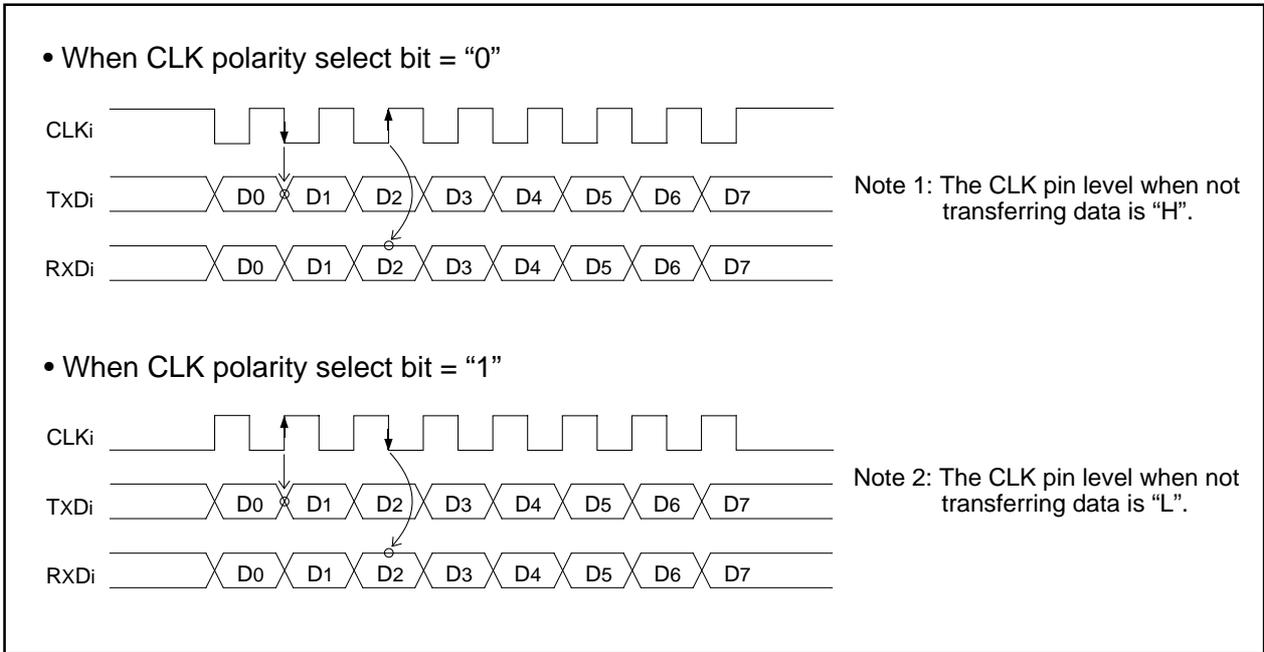 • When CLK polarity select bit = “0”
CLKi
TXDi
D0 D1 D2 D3 D4 D5 D6 D7
RXDi
D0 D1 D2 D3 D4 D5 D6 D7
Note 1: The CLK pin level when not
transferring data is “H”.
• When CLK polarity select bit = “1”
CLKi
TXDi
D0 D1 D2 D3 D4 D5 D6 D7
RXDi
D0 D1 D2 D3 D4 D5 D6 D7
Note 2: The CLK pin level when not
transferring data is “L”.